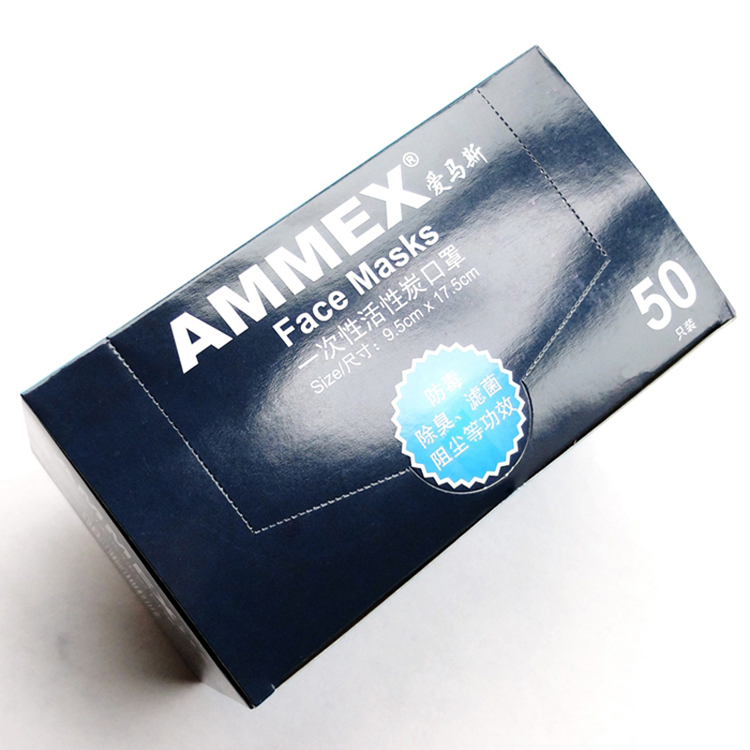 AMMEX® 爱马斯
Face Masks
一次性活性炭口罩
Size/尺寸：9.5cm X 17.5cm
防毒
除臭、滤菌
阻尘等功效
50
只装